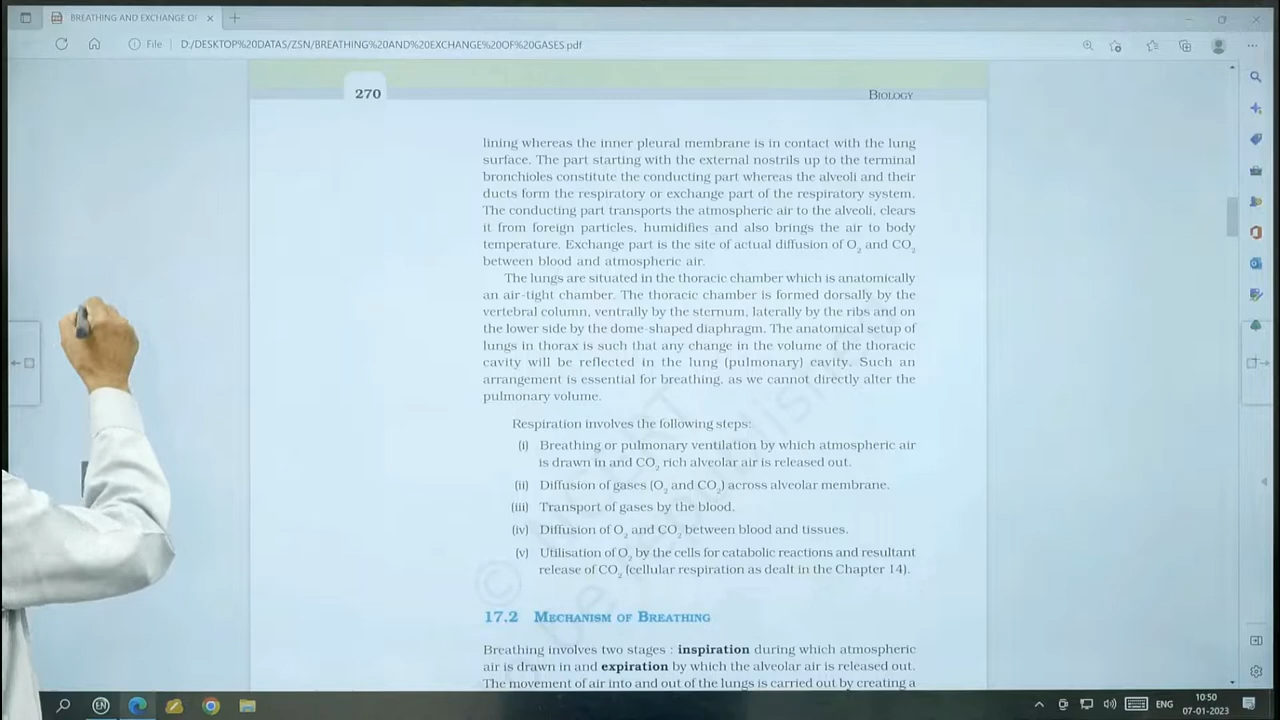 BREATHING AND EXCHANGE OF
File
D:/DESKTOP%20DATAS/ZSN/BREATHING%20AND%20EXCHANGE%20OF%20GASES.pdf
270
BIOLOGY
lining whereas the inner pleural membrane is in contact with the lung
surface. The part starting with the external nostrils up to the terminal
bronchioles constitute the conducting part whereas the alveoli and their
ducts form the respiratory or exchange part of the respiratory system.
The conducting part transports the atmospheric air to the alveoli, clears
it from foreign particles, humidifies and also brings the air to body
temperature. Exchange part is the site of actual diffusion of O₂ and CO₂
between blood and atmospheric air.
The lungs are situated in the thoracic chamber which is anatomically
an air-tight chamber. The thoracic chamber is formed dorsally by the
vertebral column, ventrally by the sternum, laterally by the ribs and on
the lower side by the dome-shaped diaphragm. The anatomical setup of
lungs in thorax is such that any change in the volume of the thoracic
cavity will be reflected in the lung (pulmonary) cavity. Such an
arrangement is essential for breathing, as we cannot directly alter the
pulmonary volume.
Respiration involves the following steps:
(i) Breathing or pulmonary ventilation by which atmospheric air
is drawn in and CO₂ rich alveolar air is released out.
(ii) Diffusion of gases (O₂ and CO₂) across alveolar membrane.
(iii) Transport of gases by the blood.
(iv) Diffusion of O₂ and CO₂ between blood and tissues.
(v) Utilisation of O₂ by the cells for catabolic reactions and resultant
release of CO₂ (cellular respiration as dealt in the Chapter 14).
17.2 MECHANISM OF BREATHING
Breathing involves two stages : inspiration during which atmospheric
air is drawn in and expiration by which the alveolar air is released out.
The movement of air into and out of the lungs is carried out by creating a
ENG
10:50
07-01-2023